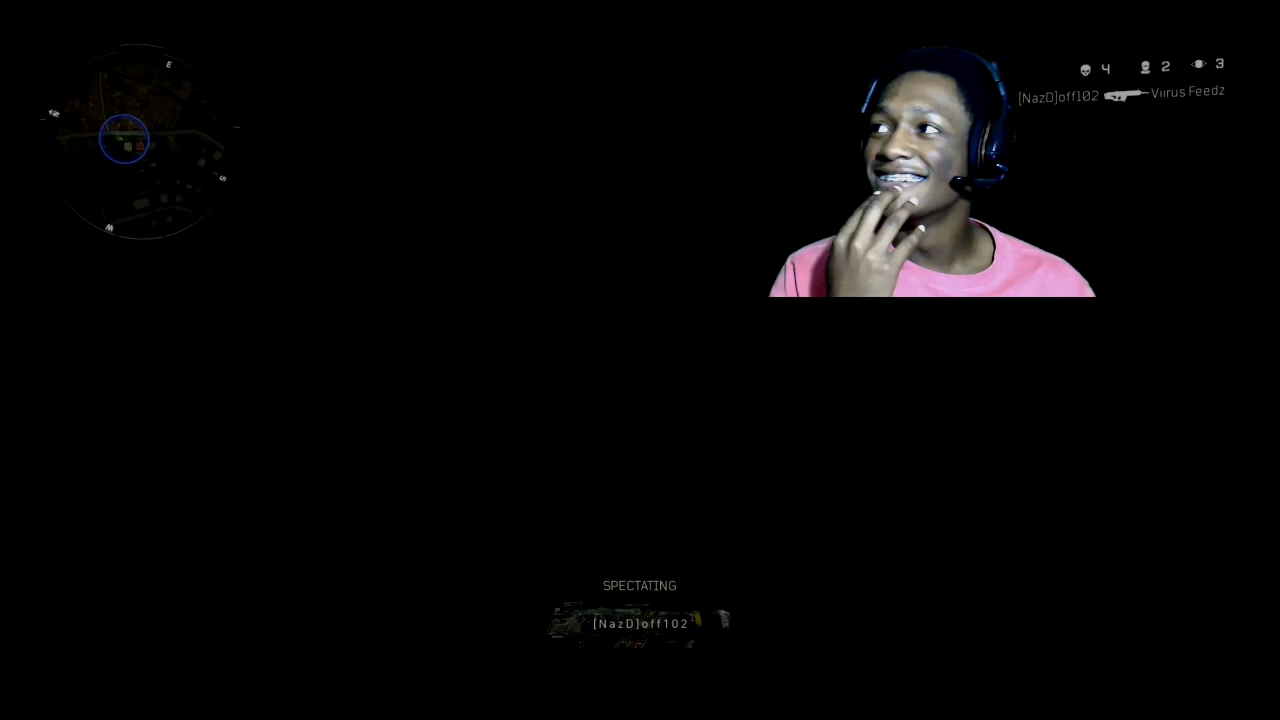 E
N
S
W
4 2 3
[NazD]off102 Viirus Feedz
SPECTATING
[NazD]off102